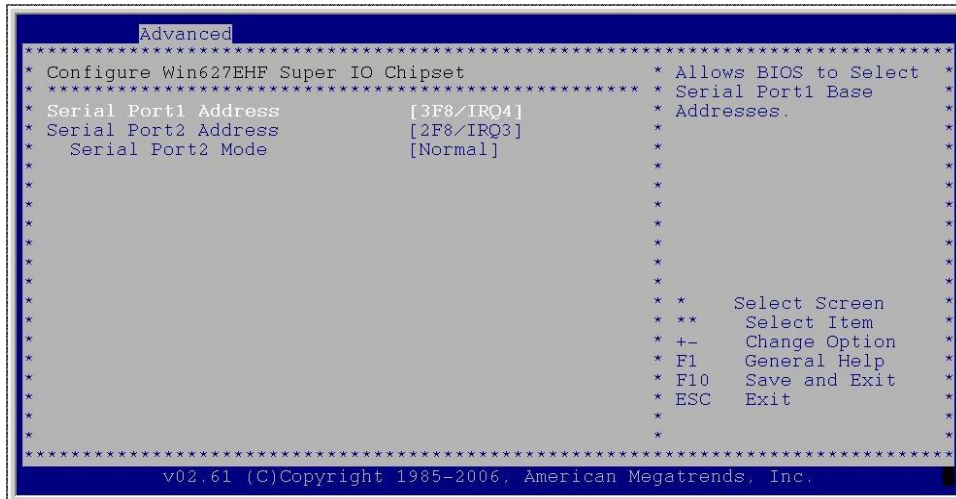 Advanced
*******************************************************************************
* Configure Win627EHF Super IO Chipset * Allows BIOS to Select *
* *************************************************** * Serial Port1 Base *
* Serial Port1 Address [3F8/IRQ4] * Addresses. *
* Serial Port2 Address [2F8/IRQ3] * *
* Serial Port2 Mode [Normal] * *
* * *
* * *
* * *
* * *
* * *
* * *
* * *
* * * Select Screen *
* * ** Select Item *
* * +- Change Option *
* * F1 General Help *
* * F10 Save and Exit *
* * ESC Exit *
* * *
* * *
*******************************************************************************
v02.61 (C)Copyright 1985-2006, American Megatrends, Inc.